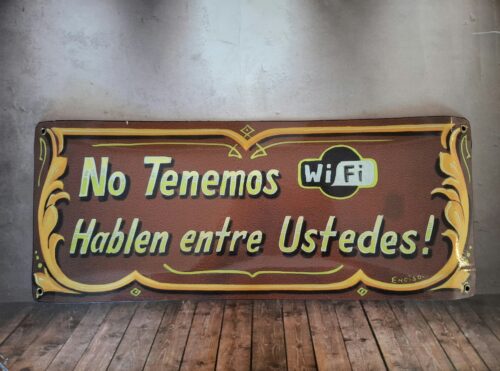 No Tenemos WiFi
Hablen entre Ustedes!